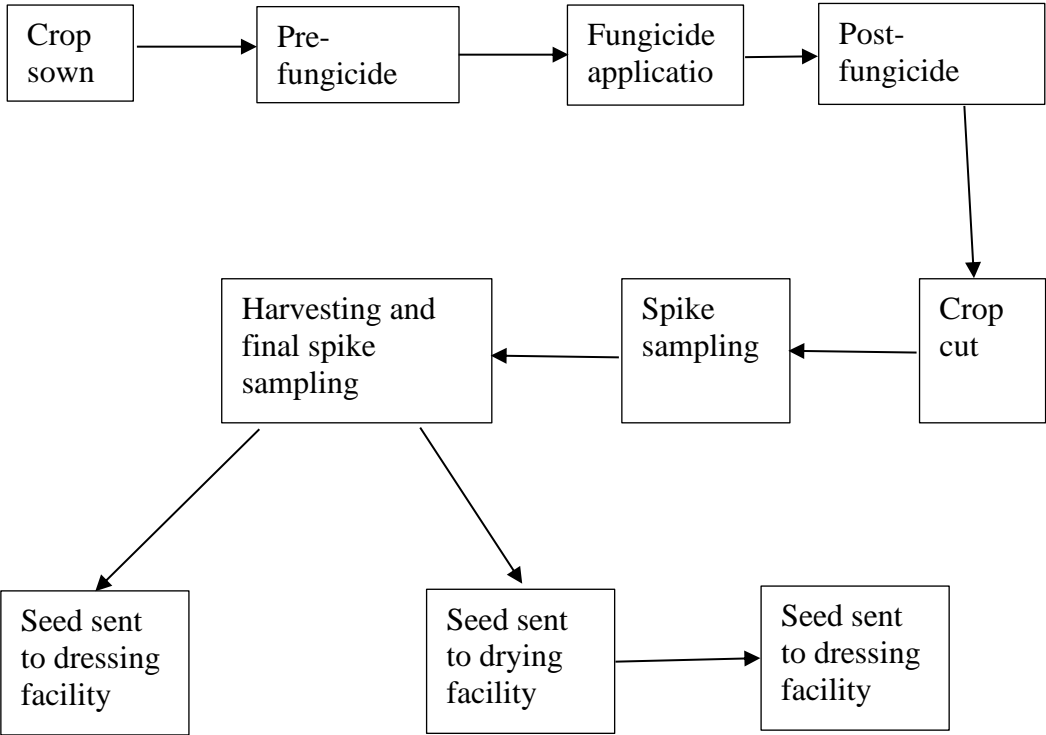 Crop
sown
Pre-
fungicide
Fungicide
applicatio
Post-
fungicide
Crop
cut
Spike
sampling
Harvesting and
final spike
sampling
Seed sent
to dressing
facility
Seed sent
to drying
facility
Seed sent
to dressing
facility